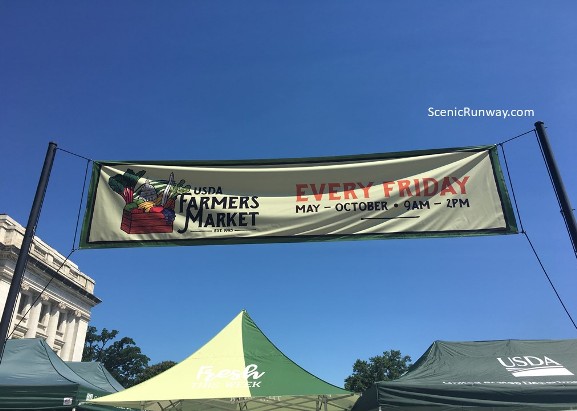 ScenicRunway.com
USDA
FARMERS
MARKET
EST. 1995
EVERY FRIDAY
MAY – OCTOBER • 9AM – 2PM
Fresh
USDA